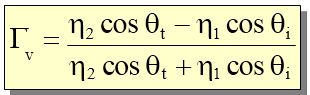 Γv = (η2 cos θt − η1 cos θi) / (η2 cos θt + η1 cos θi)